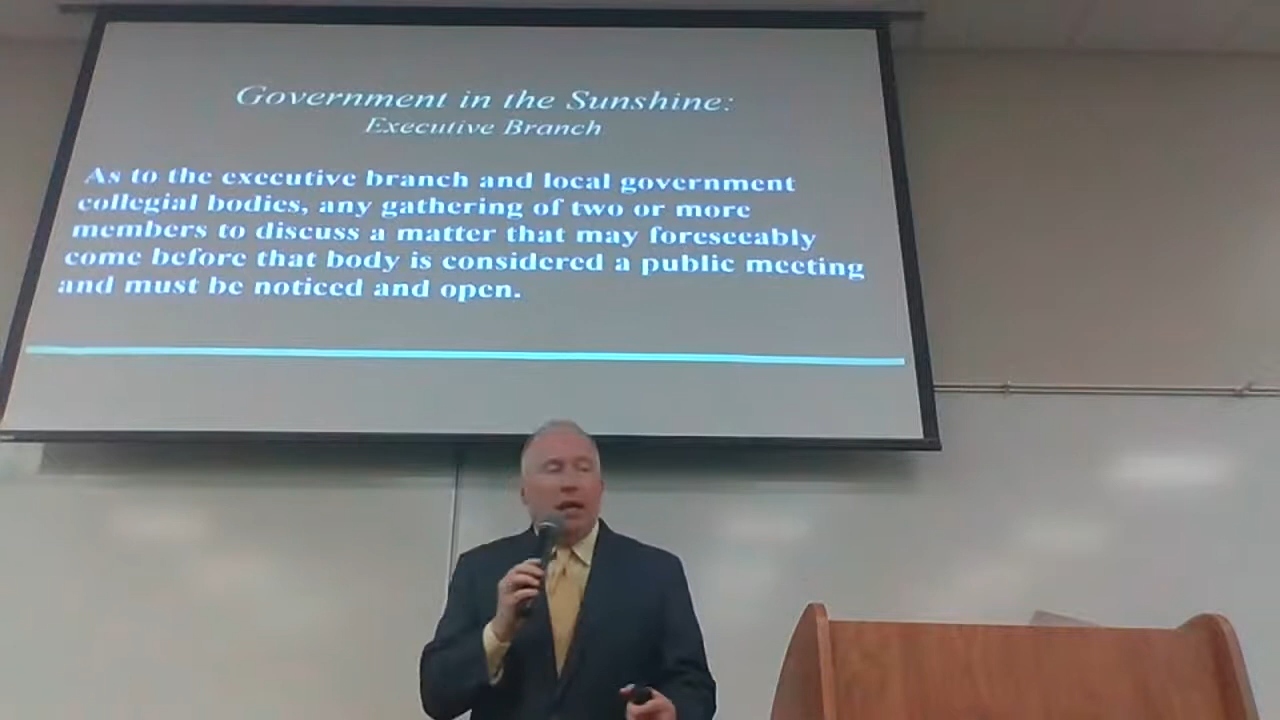 Government in the Sunshine:
Executive Branch
As to the executive branch and local government
collegial bodies, any gathering of two or more
members to discuss a matter that may foreseeably
come before that body is considered a public meeting
and must be noticed and open.